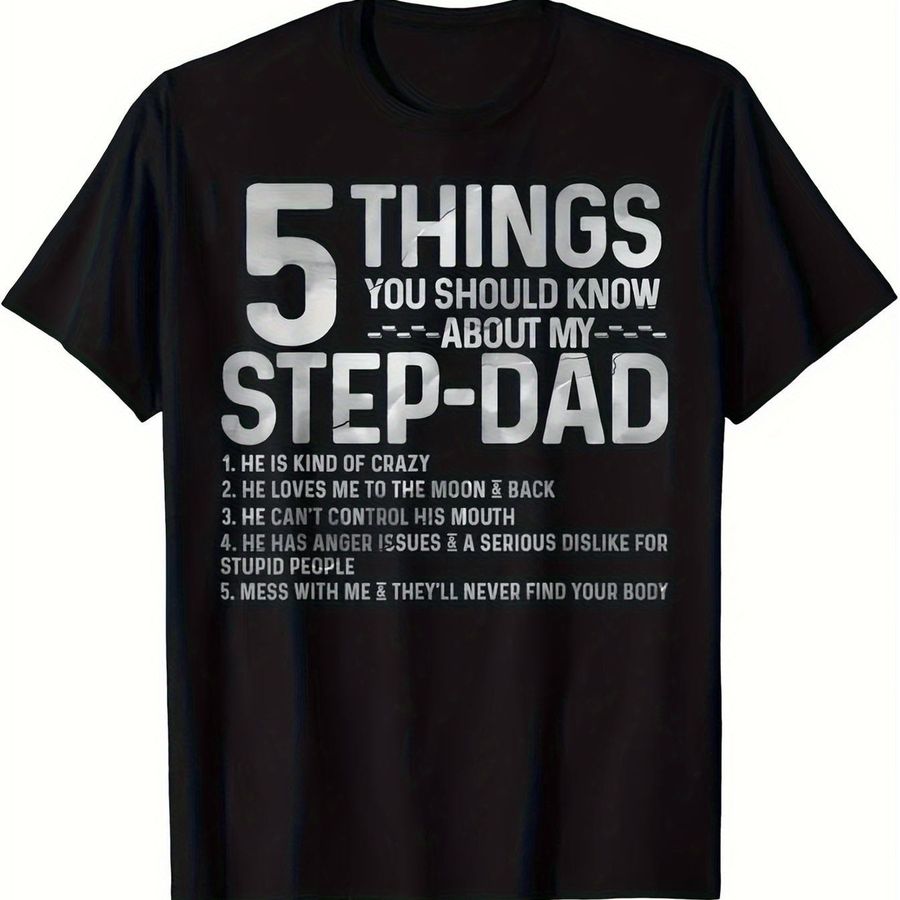 5 THINGS
YOU SHOULD KNOW
ABOUT MY
STEP-DAD
1. HE IS KIND OF CRAZY
2. HE LOVES ME TO THE MOON & BACK
3. HE CAN'T CONTROL HIS MOUTH
4. HE HAS ANGER ISSUES & A SERIOUS DISLIKE FOR
STUPID PEOPLE
5. MESS WITH ME & THEY'LL NEVER FIND YOUR BODY